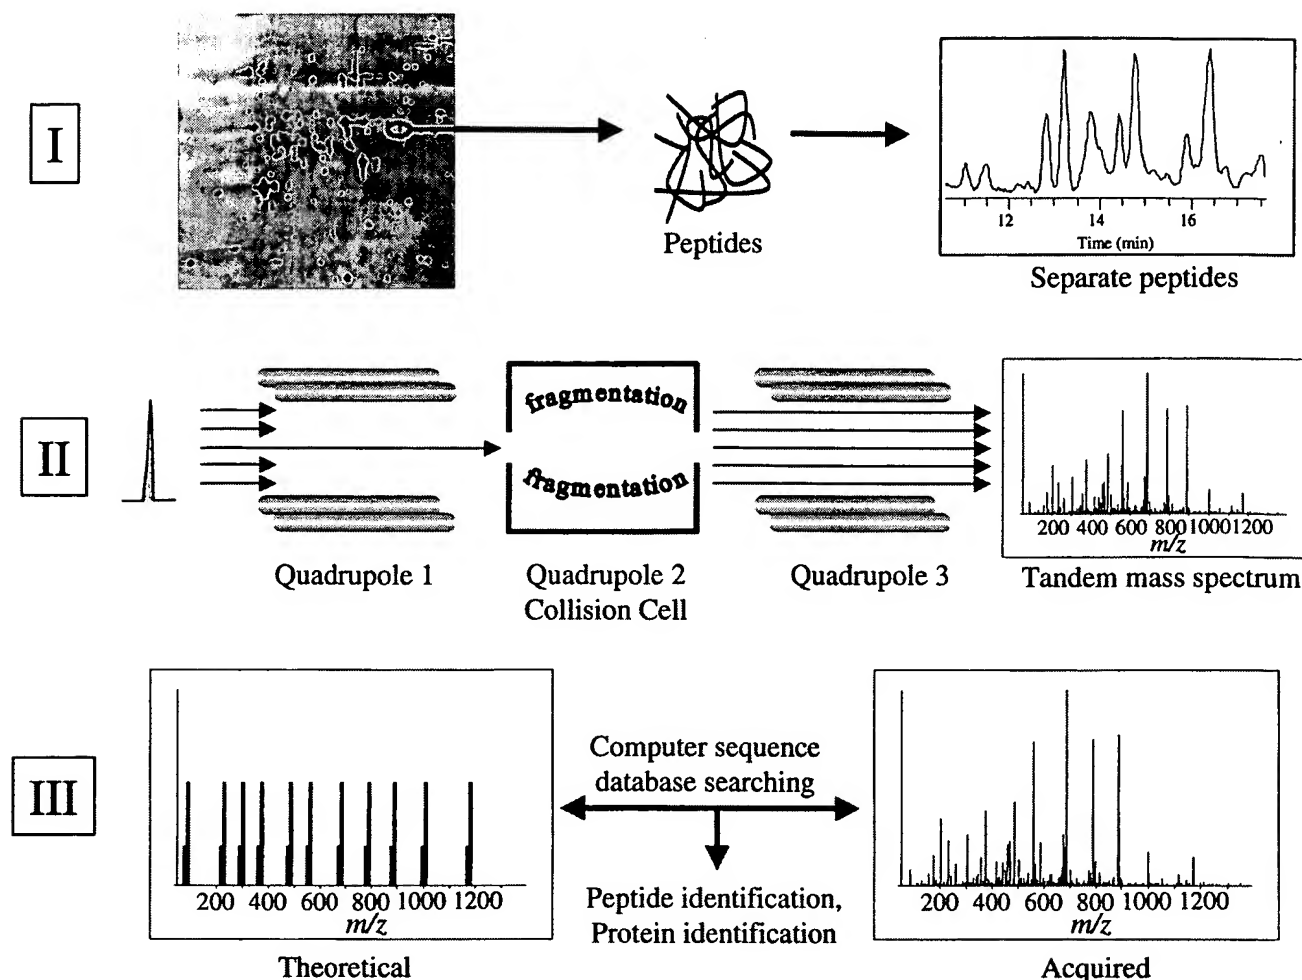 I
Peptides
12 14 16
Time (min)
Separate peptides
II
fragmentation
fragmentation
200 400 600 800 1000 1200
m/z
Quadrupole 1
Quadrupole 2
Collision Cell
Quadrupole 3
Tandem mass spectrum
III
Computer sequence
database searching
Peptide identification,
Protein identification
200 400 600 800 1000 1200
m/z
Theoretical
200 400 600 800 1000 1200
m/z
Acquired